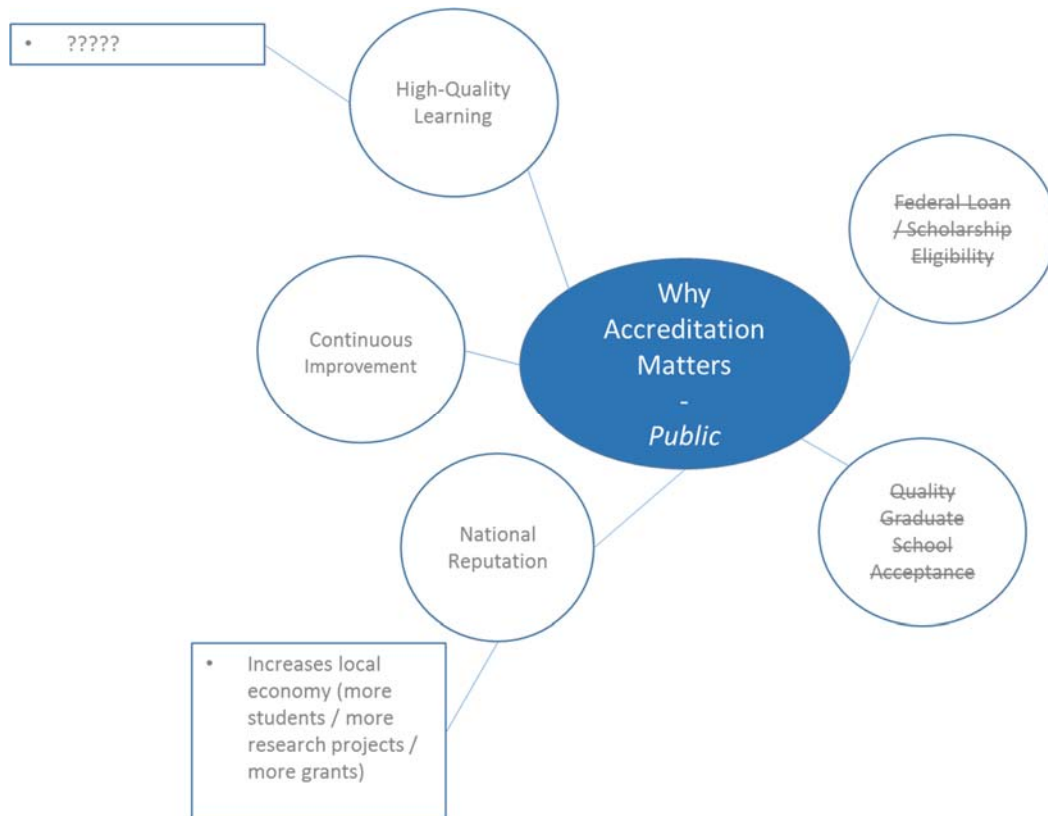 • ?????
High-Quality
Learning
Federal Loan
/ Scholarship
Eligibility
Why
Accreditation
Matters
-
Public
Continuous
Improvement
Quality
Graduate
School
Acceptance
National
Reputation
• Increases local
economy (more
students / more
research projects /
more grants)